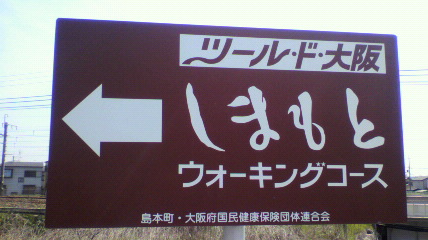 ツール・ド・大阪
しまもと
ウォーキングコース
島本町・大阪府国民健康保険団体連合会